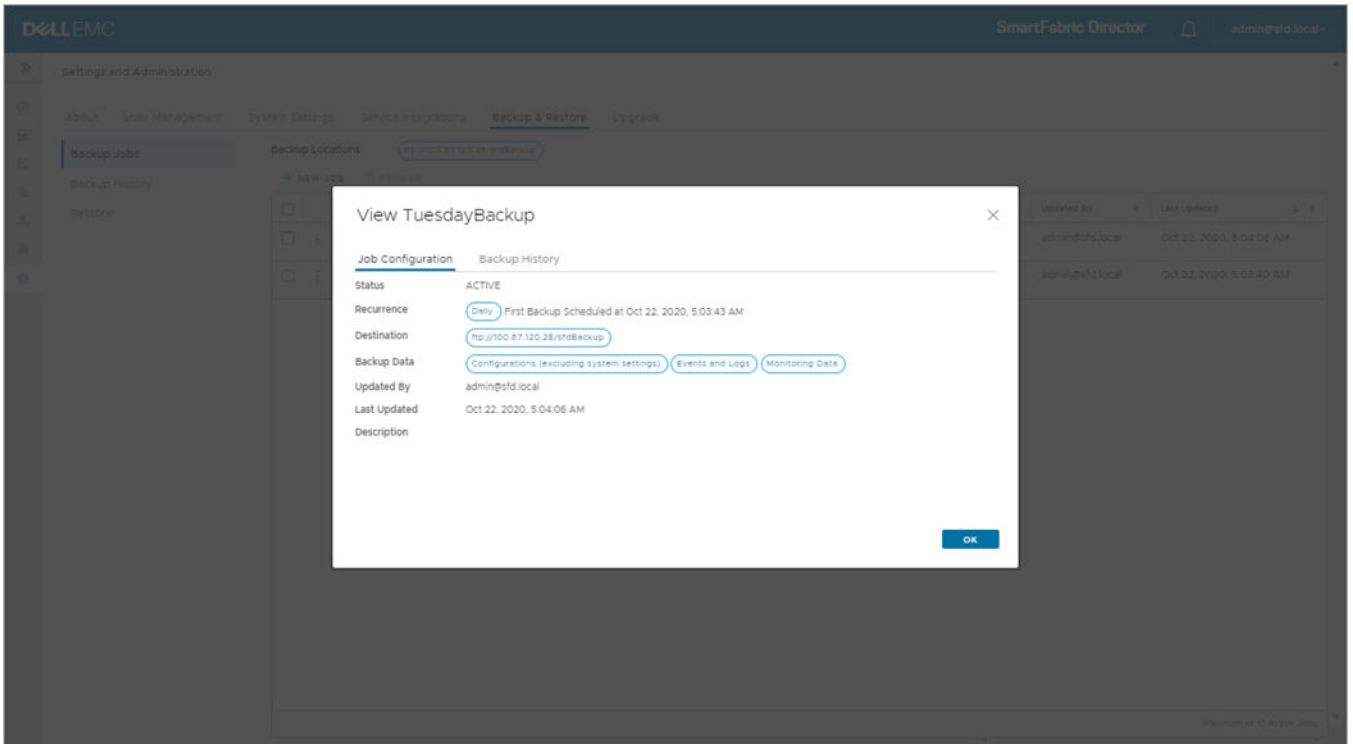 DELLEMC
SmartFabric Director
admin@sfd.local
Settings and Administration
About User Management System Settings Service Integrations Backup & Restore Upgrade
Backup Jobs
Backup History
Restore
Backup Locations
NEW JOB
View TuesdayBackup
Job Configuration Backup History
Status ACTIVE
Recurrence Daily First Backup Scheduled at Oct 22, 2020, 5:03:43 AM
Destination ftp://100.67.120.28/sfdBackup
Backup Data Configurations (excluding system settings) Events and Logs Monitoring Data
Updated By admin@sfd.local
Last Updated Oct 22, 2020, 5:04:06 AM
Description
OK
Updated By Last Updated
admin@sfd.local Oct 22, 2020, 5:04:06 AM
admin@sfd.local Oct 22, 2020, 5:03:40 AM